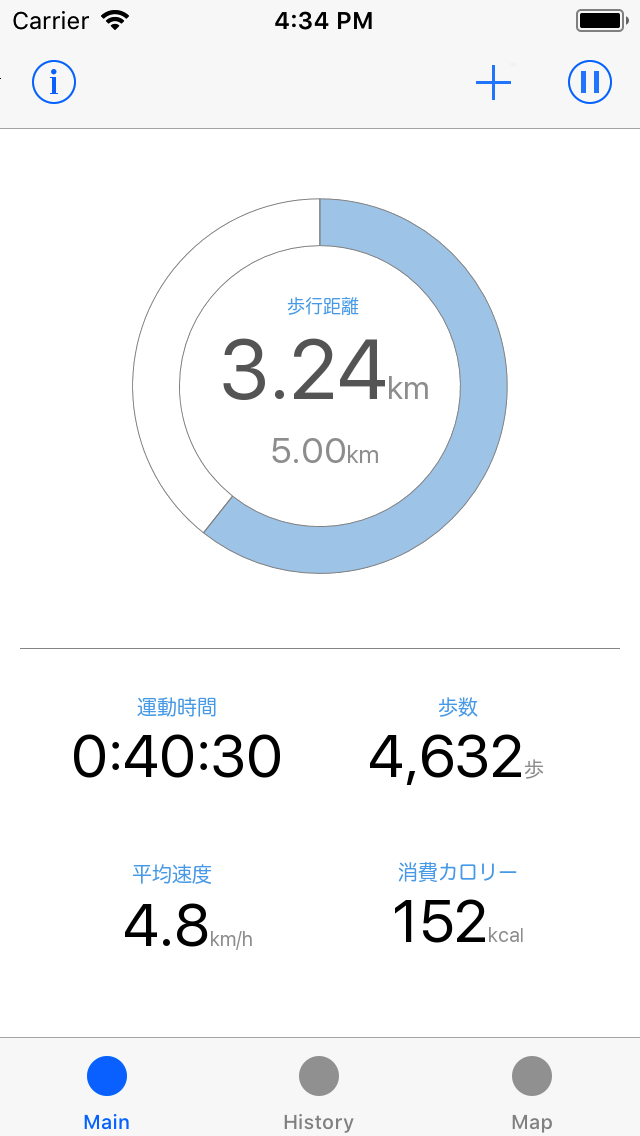 Carrier 4:34 PM
歩行距離
3.24km
5.00km
運動時間 歩数
0:40:30 4,632歩
平均速度 消費カロリー
4.8km/h 152kcal
Main History Map